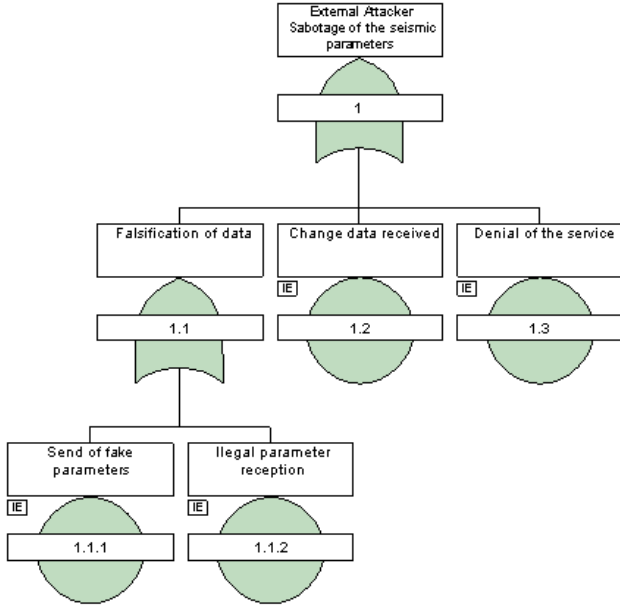 External Attacker
Sabotage of the seismic
parameters
1
Falsification of data
Change data received
Denial of the service
IE
IE
1.1
1.2
1.3
Send of fake
parameters
Ilegal parameter
reception
IE
IE
1.1.1
1.1.2